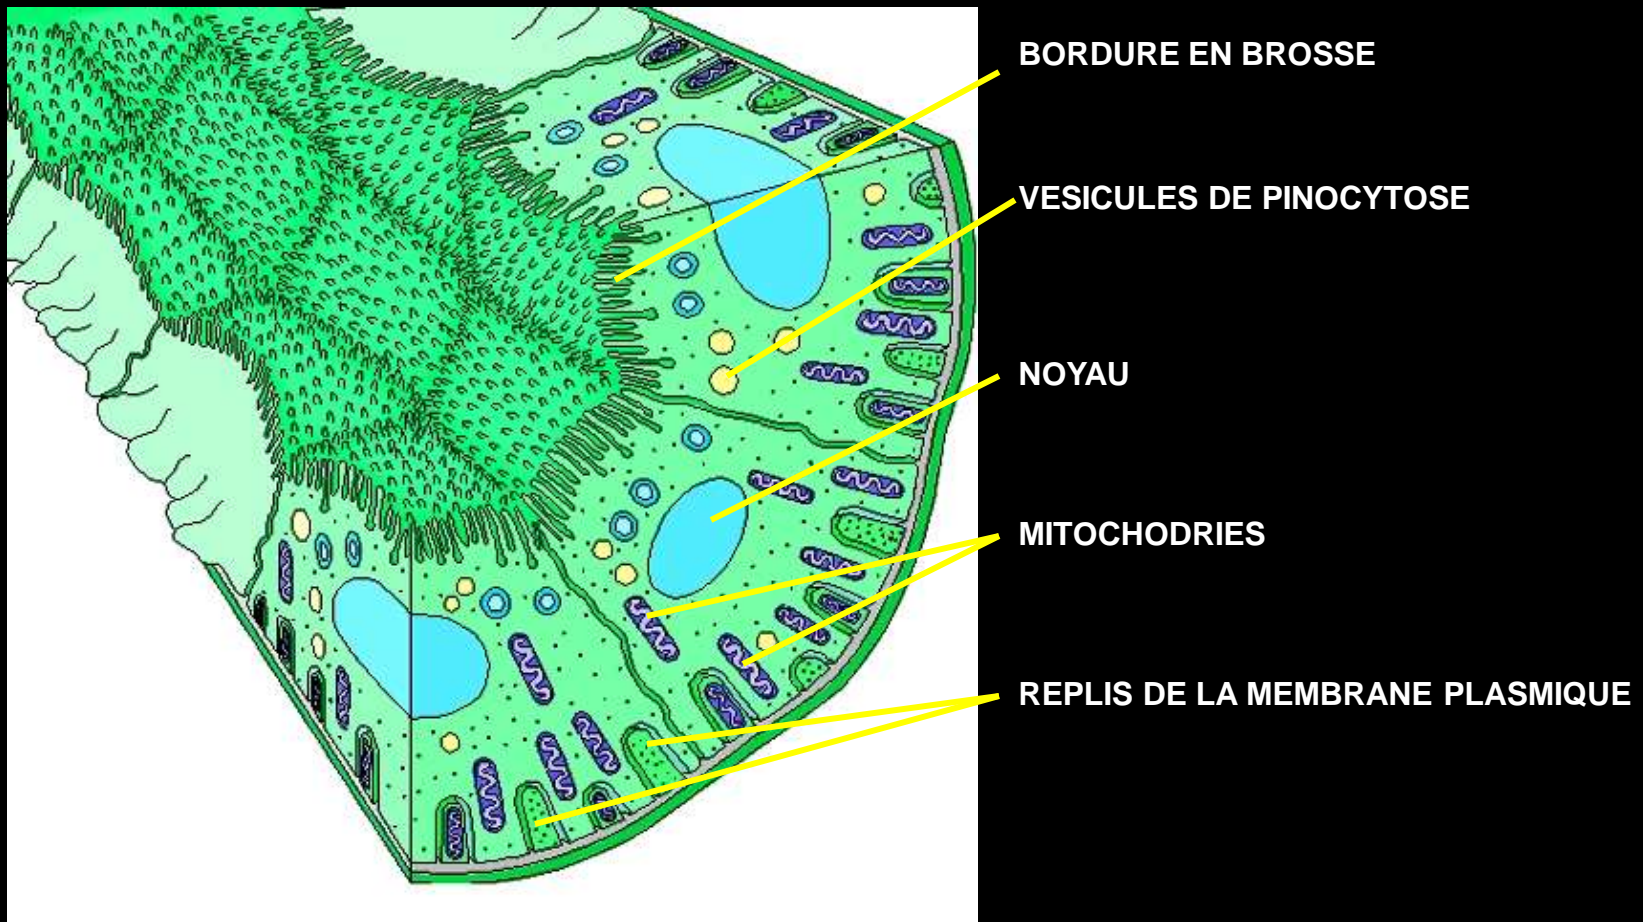 BORDURE EN BROSSE
VESICULES DE PINOCYTOSE
NOYAU
MITOCHODRIES
REPLIS DE LA MEMBRANE PLASMIQUE